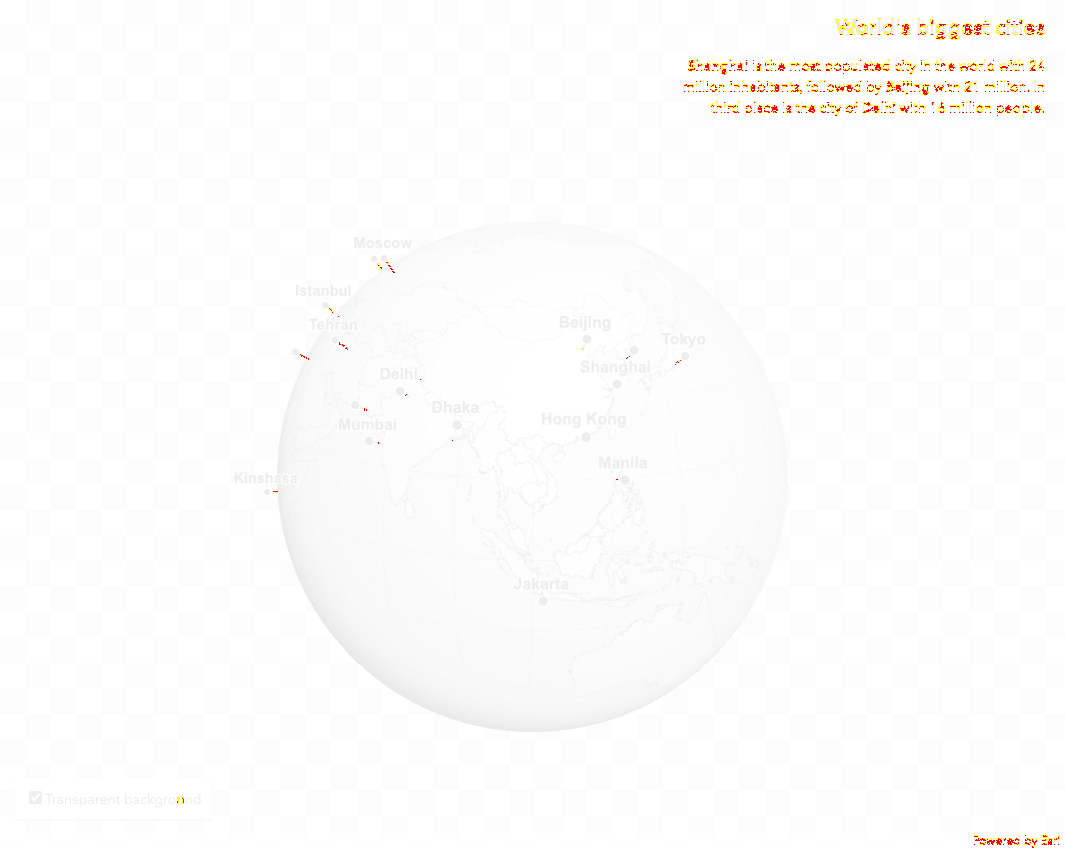 World's biggest cities
Shanghai is the most populated city in the world with 24
million inhabitants, followed by Beijing with 21 million. In
third place is the city of Delhi with 16 million people.
Moscow
Istanbul
Tehran
Beijing
Tokyo
Shanghai
Delhi
Dhaka
Hong Kong
Mumbai
Manila
Kinshasa
Jakarta
Transparent background
Powered by Esri